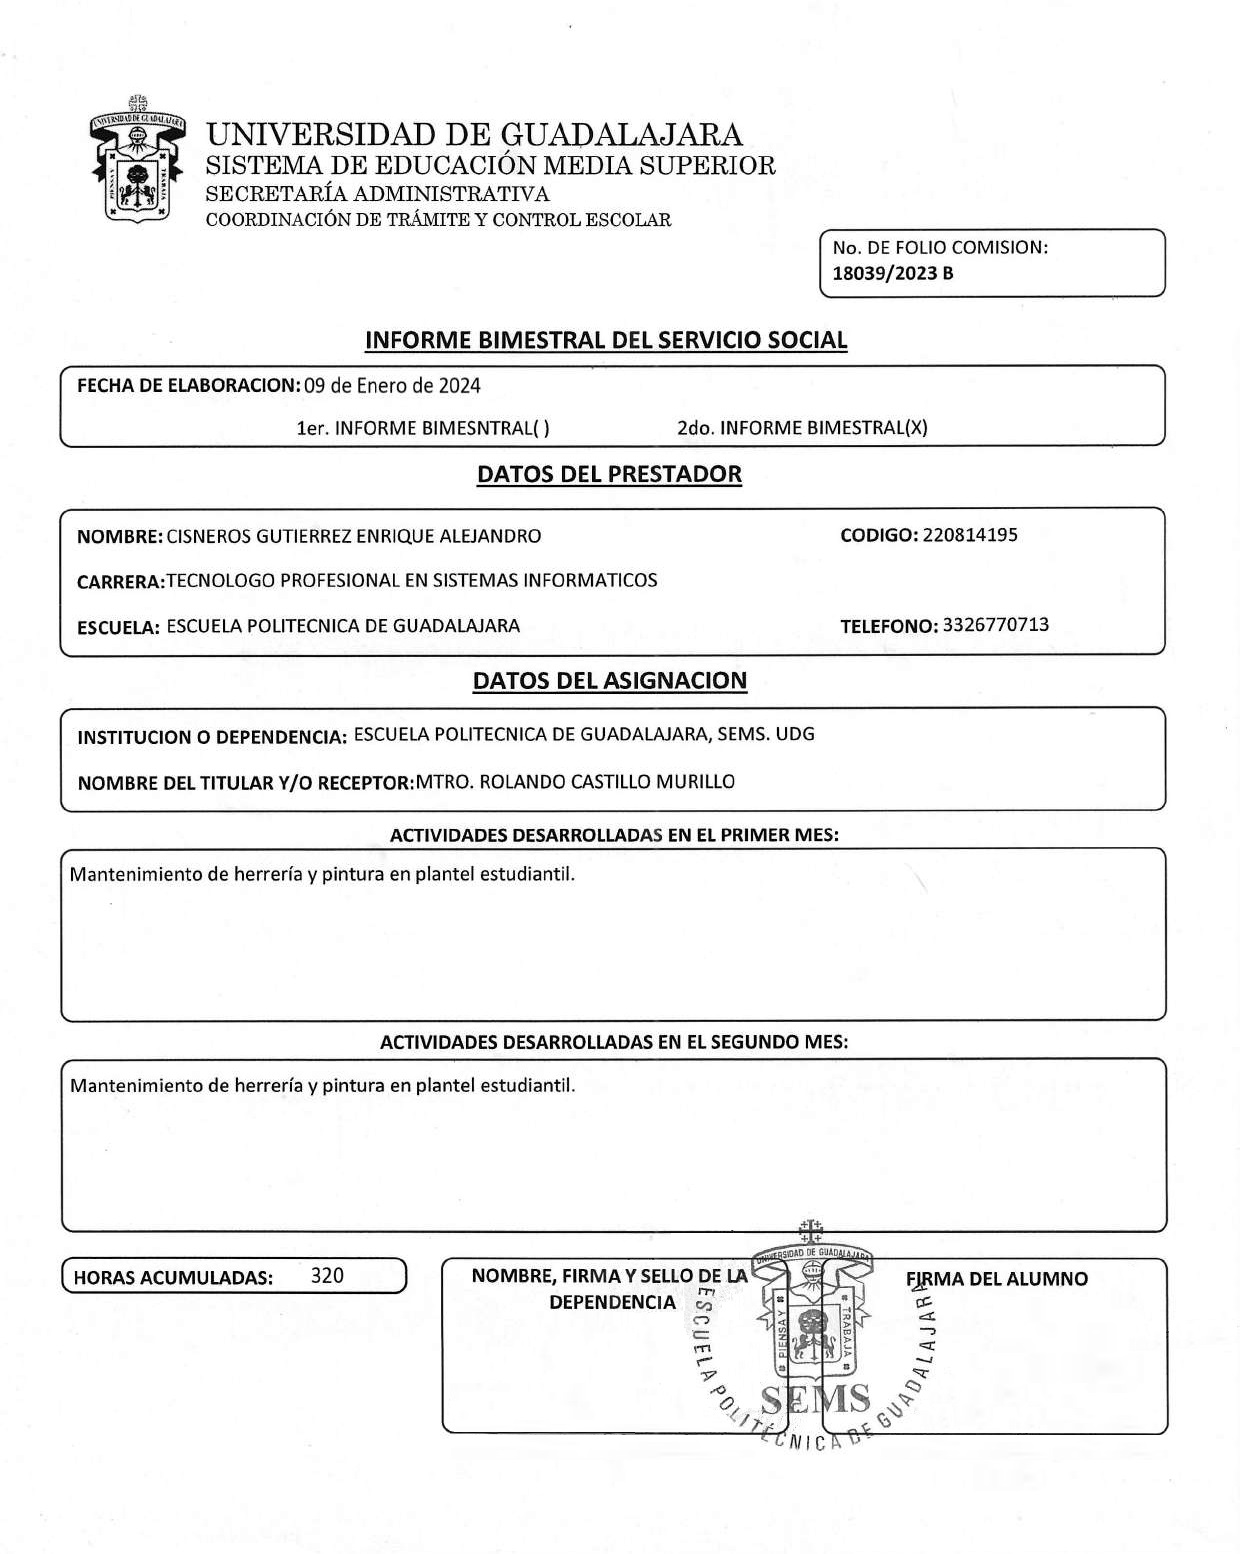 UNIVERSIDAD DE GUADALAJARA
UNIVERSIDAD DE GUADALAJARA
SISTEMA DE EDUCACIÓN MEDIA SUPERIOR
SECRETARÍA ADMINISTRATIVA
COORDINACIÓN DE TRÁMITE Y CONTROL ESCOLAR
No. DE FOLIO COMISION:
18039/2023 B
INFORME BIMESTRAL DEL SERVICIO SOCIAL
FECHA DE ELABORACION: 09 de Enero de 2024
1er. INFORME BIMESNTRAL( ) 2do. INFORME BIMESTRAL(X)
DATOS DEL PRESTADOR
NOMBRE: CISNEROS GUTIERREZ ENRIQUE ALEJANDRO CODIGO: 220814195
CARRERA:TECNOLOGO PROFESIONAL EN SISTEMAS INFORMATICOS
ESCUELA: ESCUELA POLITECNICA DE GUADALAJARA TELEFONO: 3326770713
DATOS DEL ASIGNACION
INSTITUCION O DEPENDENCIA: ESCUELA POLITECNICA DE GUADALAJARA, SEMS. UDG
NOMBRE DEL TITULAR Y/O RECEPTOR:MTRO. ROLANDO CASTILLO MURILLO
ACTIVIDADES DESARROLLADAS EN EL PRIMER MES:
Mantenimiento de herrería y pintura en plantel estudiantil.
ACTIVIDADES DESARROLLADAS EN EL SEGUNDO MES:
Mantenimiento de herrería y pintura en plantel estudiantil.
HORAS ACUMULADAS: 320
NOMBRE, FIRMA Y SELLO DE LA
DEPENDENCIA
FIRMA DEL ALUMNO
UNIVERSIDAD DE GUADALAJARA
PIENSA Y
TRABAJA
SEMS
ESCUELA POLITÉCNICA DE GUADALAJARA